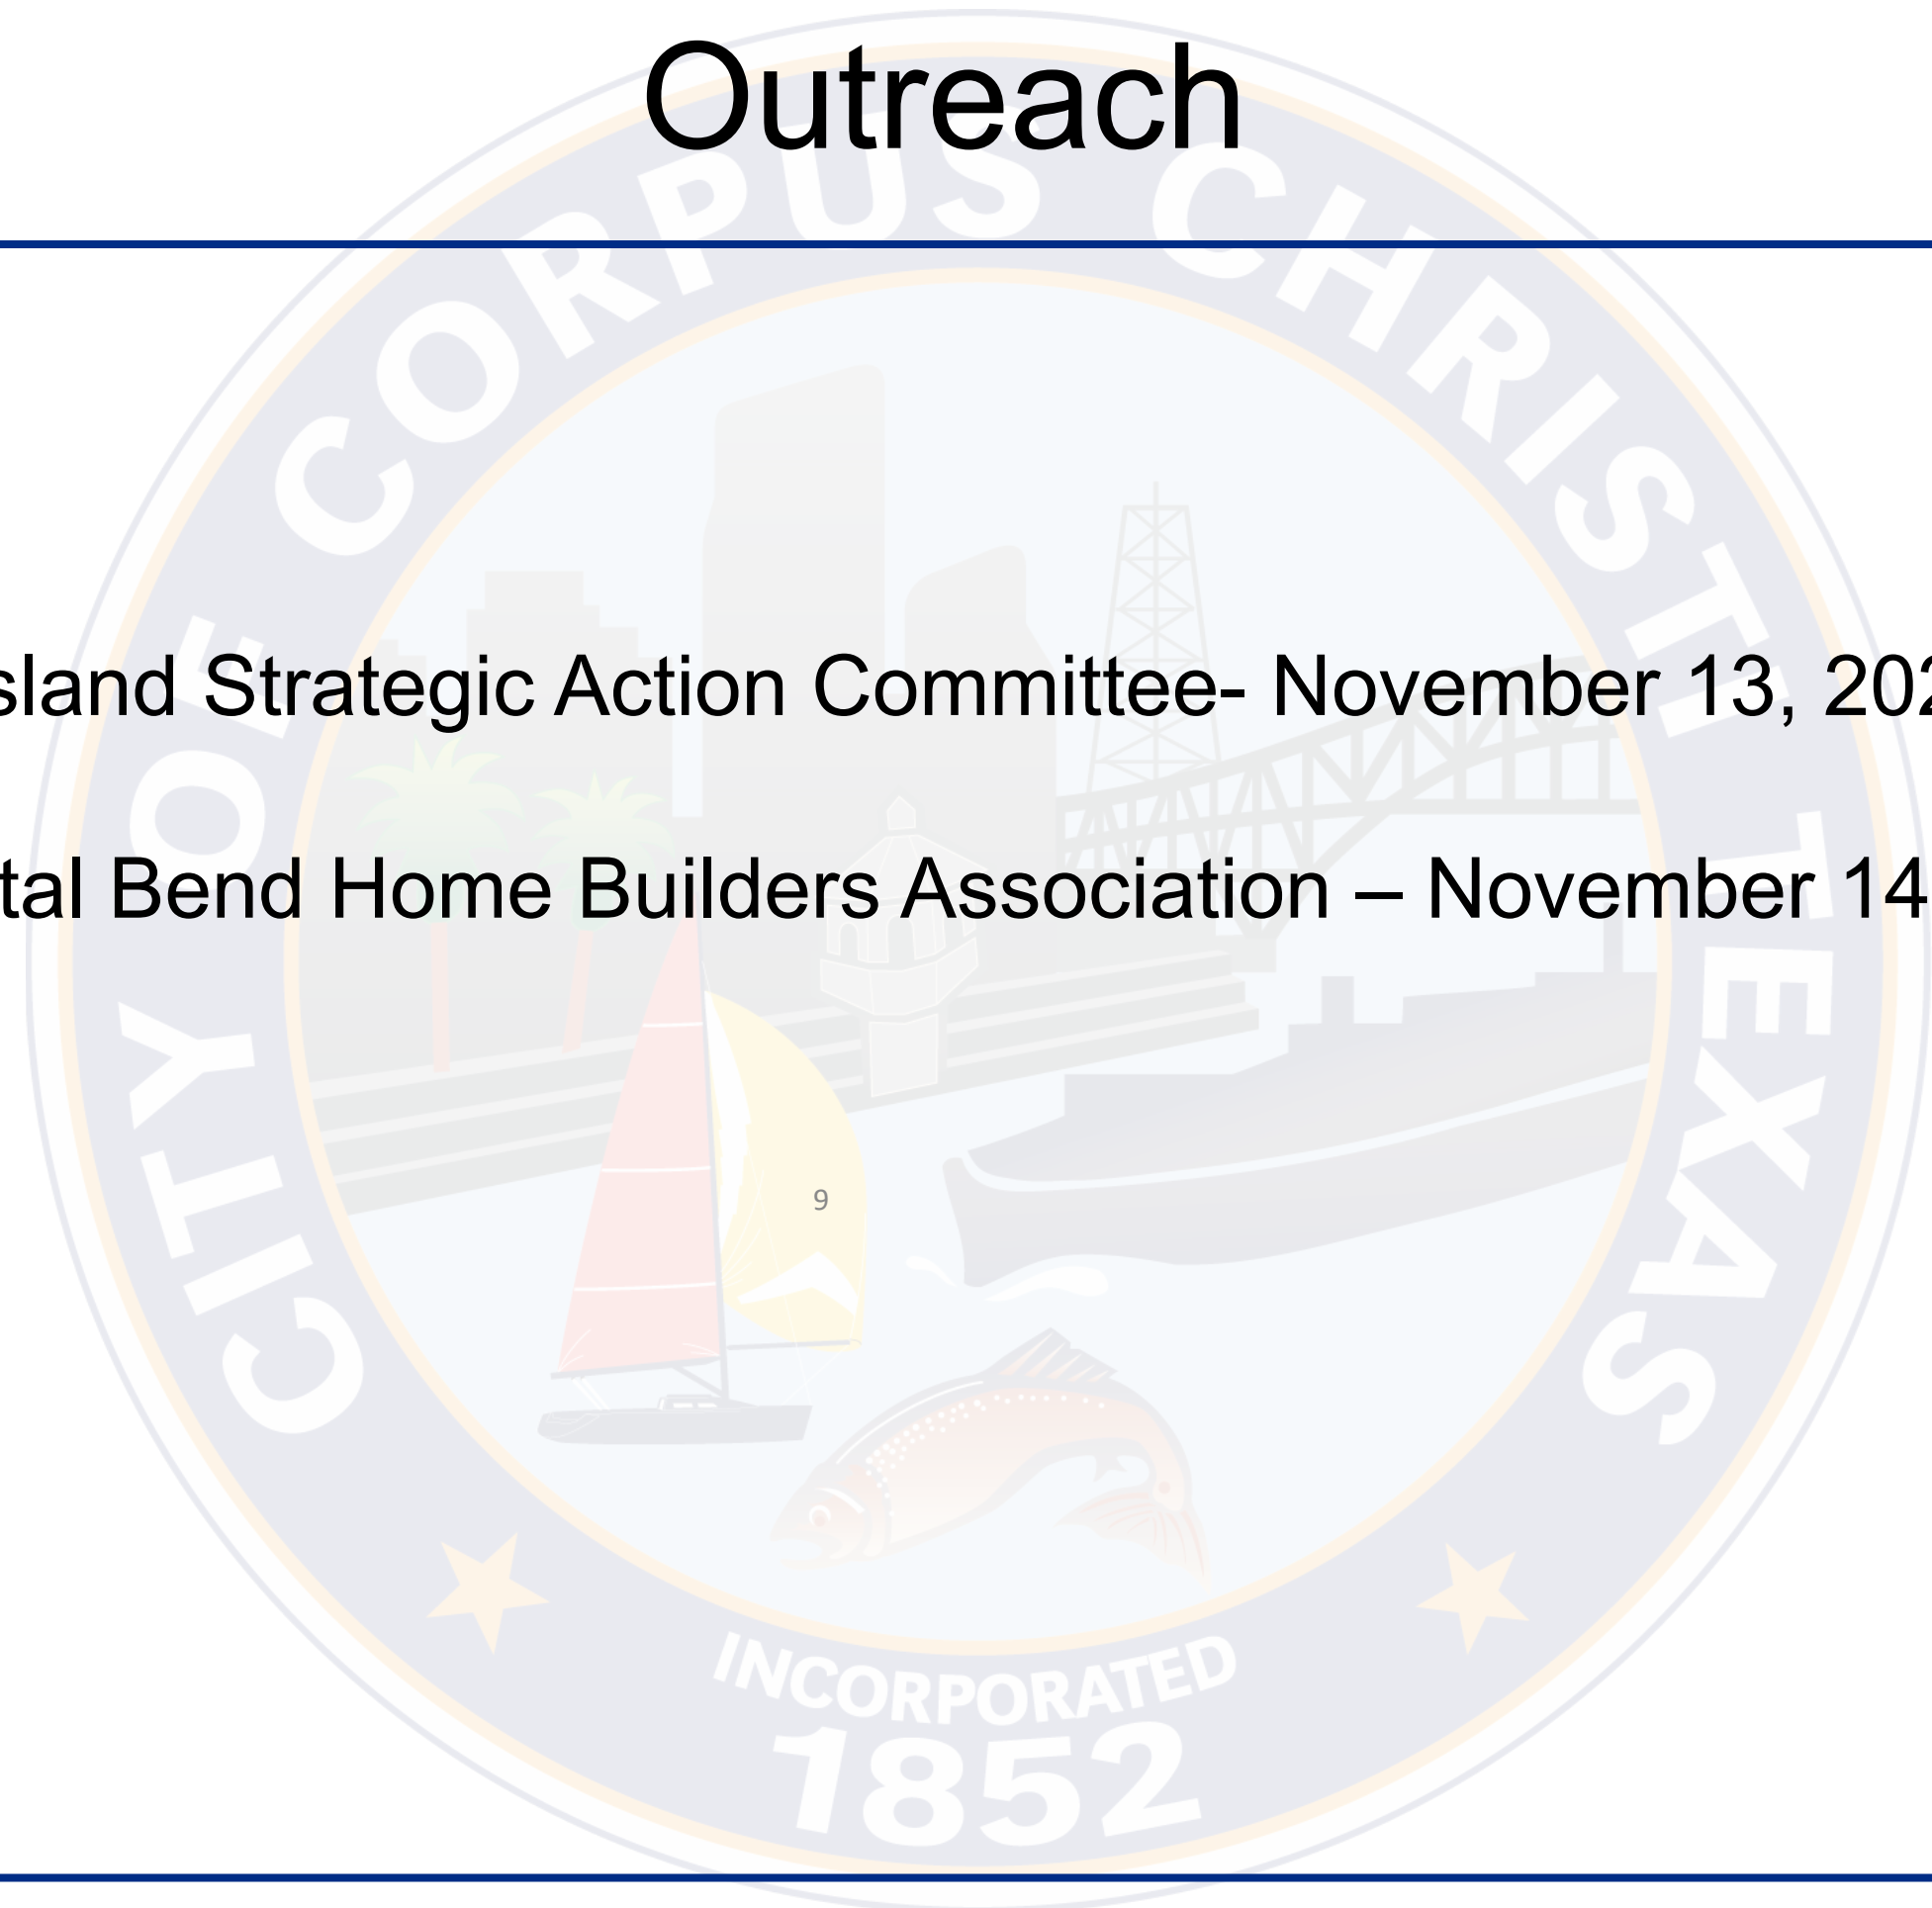 Outreach
CITY OF CORPUS CHRISTI TEXAS
sland Strategic Action Committee- November 13, 202
tal Bend Home Builders Association – November 14
9
INCORPORATED
1852